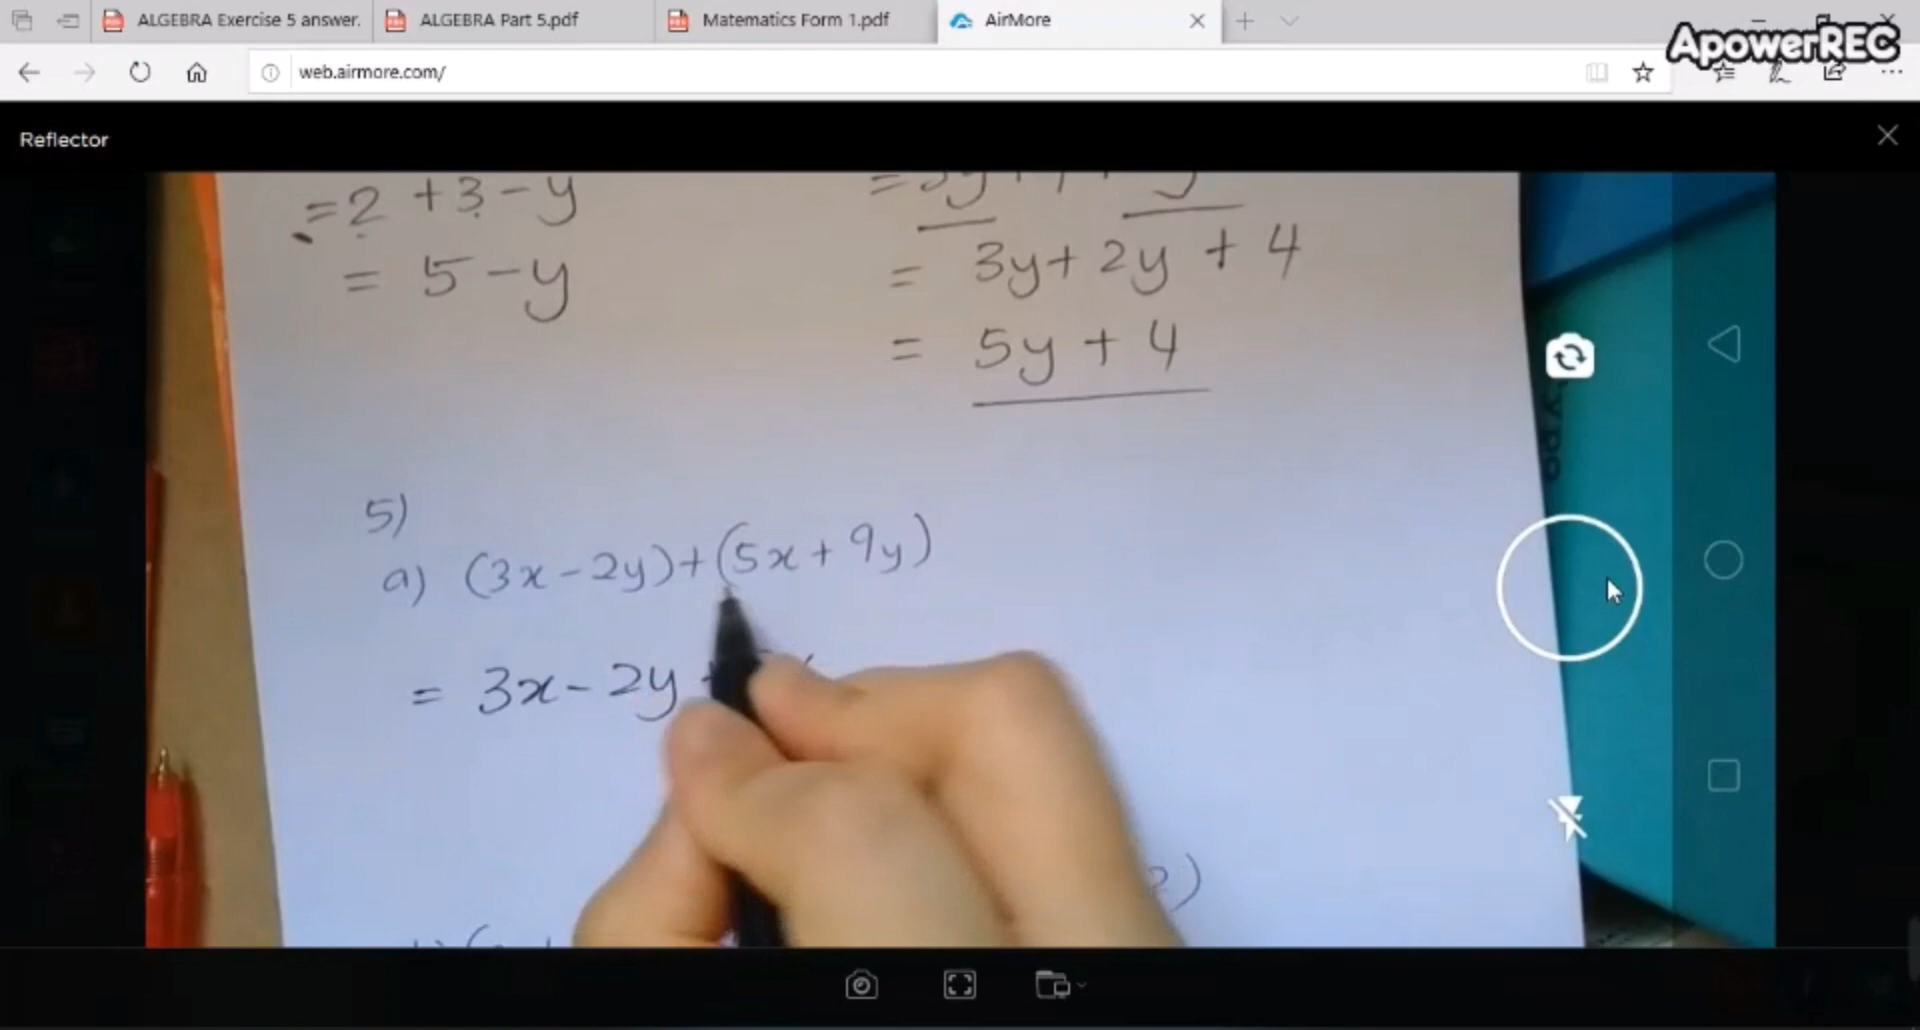 ALGEBRA Exercise 5 answer.
ALGEBRA Part 5.pdf
Matematics Form 1.pdf
AirMore
ApowerREC
web.airmore.com/
Reflector
=2 +3-y
= 5-y
= 3y+2y+4
= 5y+4
5)
a) (3x-2y)+(5x+9y)
= 3x-2y